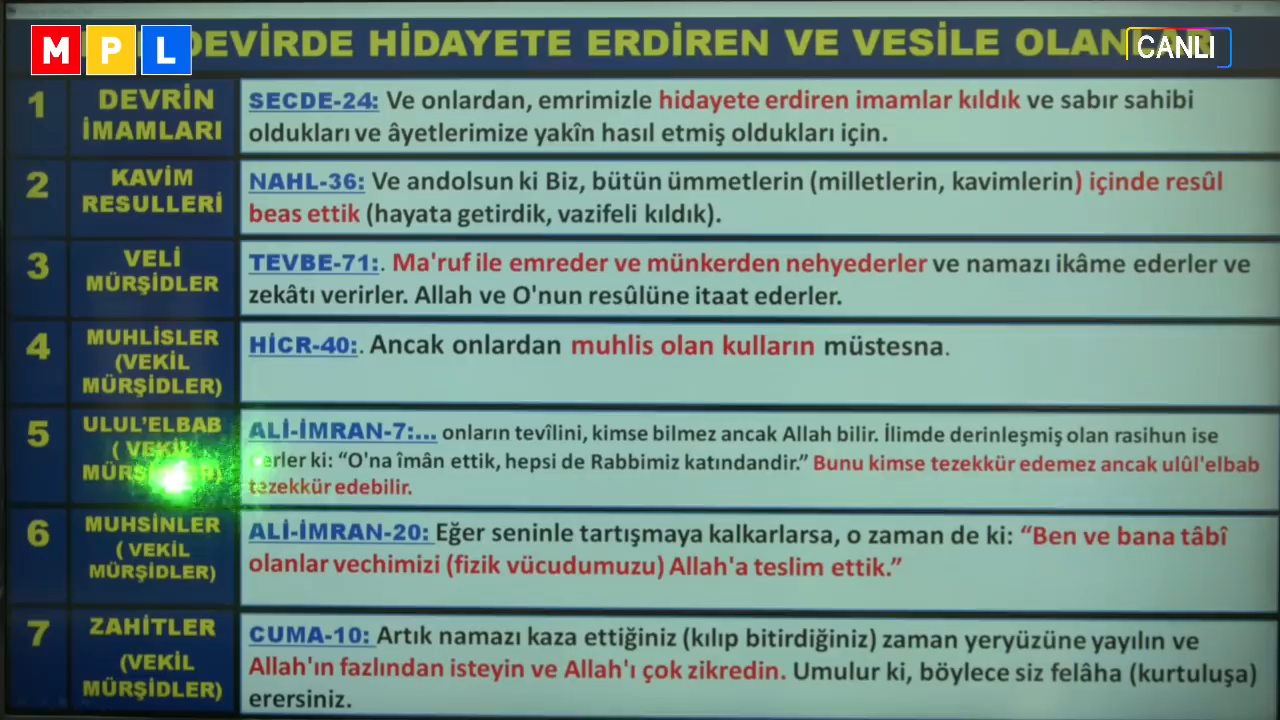 MPL
DEVİRDE HİDAYETE ERDİREN VE VESİLE
CANLI
1
DEVRİN
İMAMLARI
SECDE-24: Ve onlardan, emrimizle hidayete erdiren imamlar kıldık ve sabır sahibi
oldukları ve âyetlerimize yakîn hasıl etmiş oldukları için.
2
KAVİM
RESULLERİ
NAHL-36: Ve andolsun ki Biz, bütün ümmetlerin (milletlerin, kavimlerin) içinde resûl
beas ettik (hayata getirdik, vazifeli kıldık).
3
VELİ
MÜRŞİDLER
TEVBE-71:. Ma'ruf ile emreder ve münkerden nehyederler ve namazı ikâme ederler ve
zekâtı verirler. Allah ve O'nun resûlüne itaat ederler.
4
MUHLİSLER
(VEKİL
MÜRŞİDLER)
HİCR-40:. Ancak onlardan muhlis olan kulların müstesna.
5
ULUL’ELBAB
( VEKİL
MÜRŞİDLER)
ALİ-İMRAN-7:... onların tevîlini, kimse bilmez ancak Allah bilir. İlimde derinleşmiş olan rasihun ise
derler ki: “O'na îmân ettik, hepsi de Rabbimiz katındandir.” Bunu kimse tezekkür edemez ancak ulûl'elbab
tezekkür edebilir.
6
MUHSİNLER
( VEKİL
MÜRŞİDLER)
ALİ-İMRAN-20: Eğer seninle tartışmaya kalkarlarsa, o zaman de ki: “Ben ve bana tâbî
olanlar vechimizi (fizik vücudumuzu) Allah'a teslim ettik.”
7
ZAHİTLER
(VEKİL
MÜRŞİDLER)
CUMA-10: Artık namazı kaza ettiğiniz (kılıp bitirdiğiniz) zaman yeryüzüne yayılın ve
Allah'ın fazlından isteyin ve Allah'ı çok zikredin. Umulur ki, böylece siz felâha (kurtuluşa)
erersiniz.